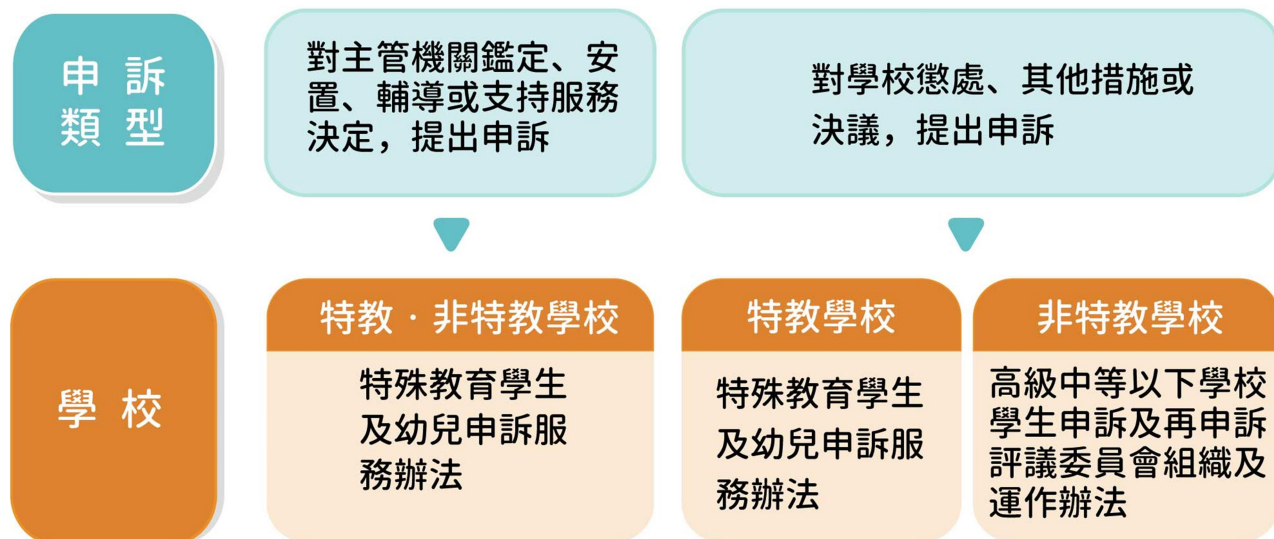 申訴
類型
對主管機關鑑定、安
置、輔導或支持服務
決定，提出申訴
對學校懲處、其他措施或
決議，提出申訴
學校
特教‧非特教學校
特殊教育學生
及幼兒申訴服
務辦法
特教學校
特殊教育學生
及幼兒申訴服
務辦法
非特教學校
高級中等以下學校
學生申訴及再申訴
評議委員會組織及
運作辦法